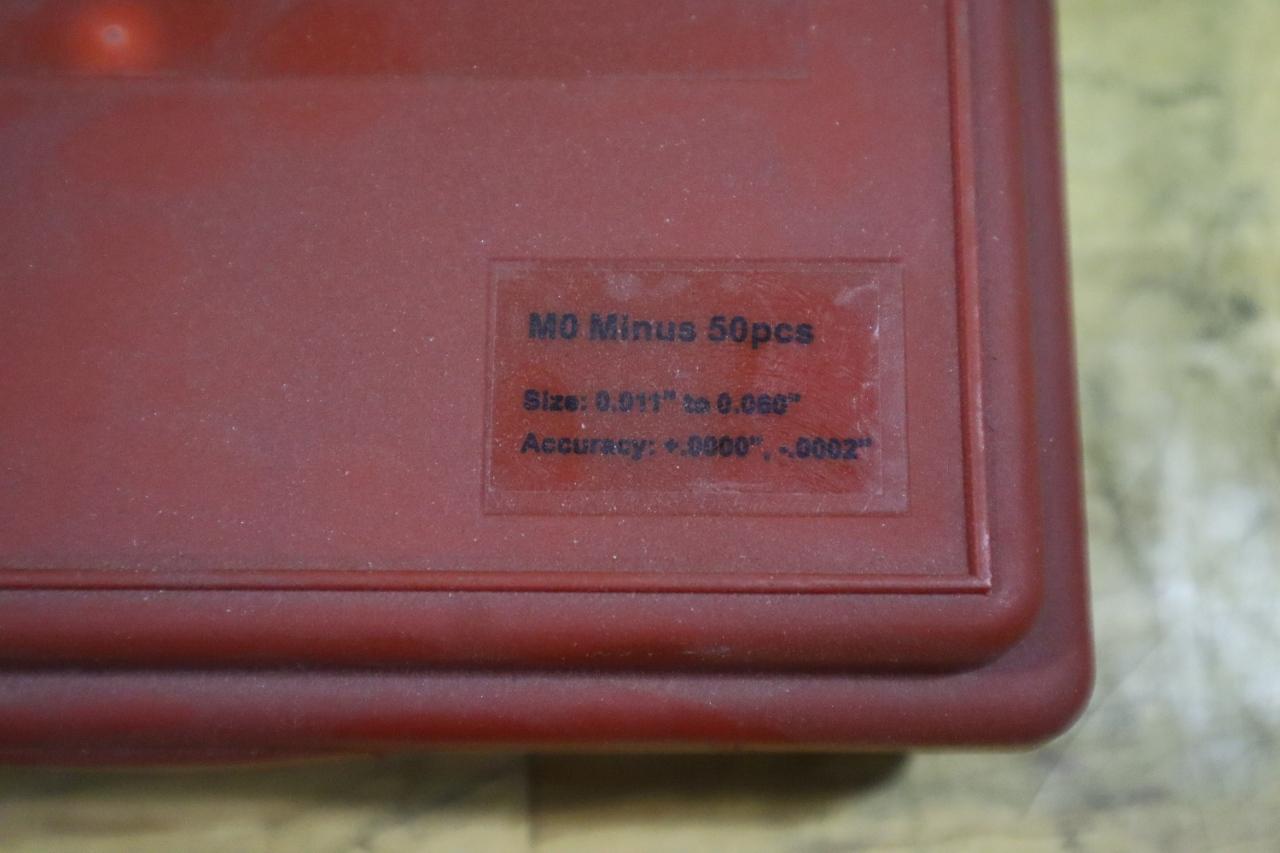 M0 Minus 50pcs
Size: 0.011" to 0.060"
Accuracy: +.0000", -.0002"